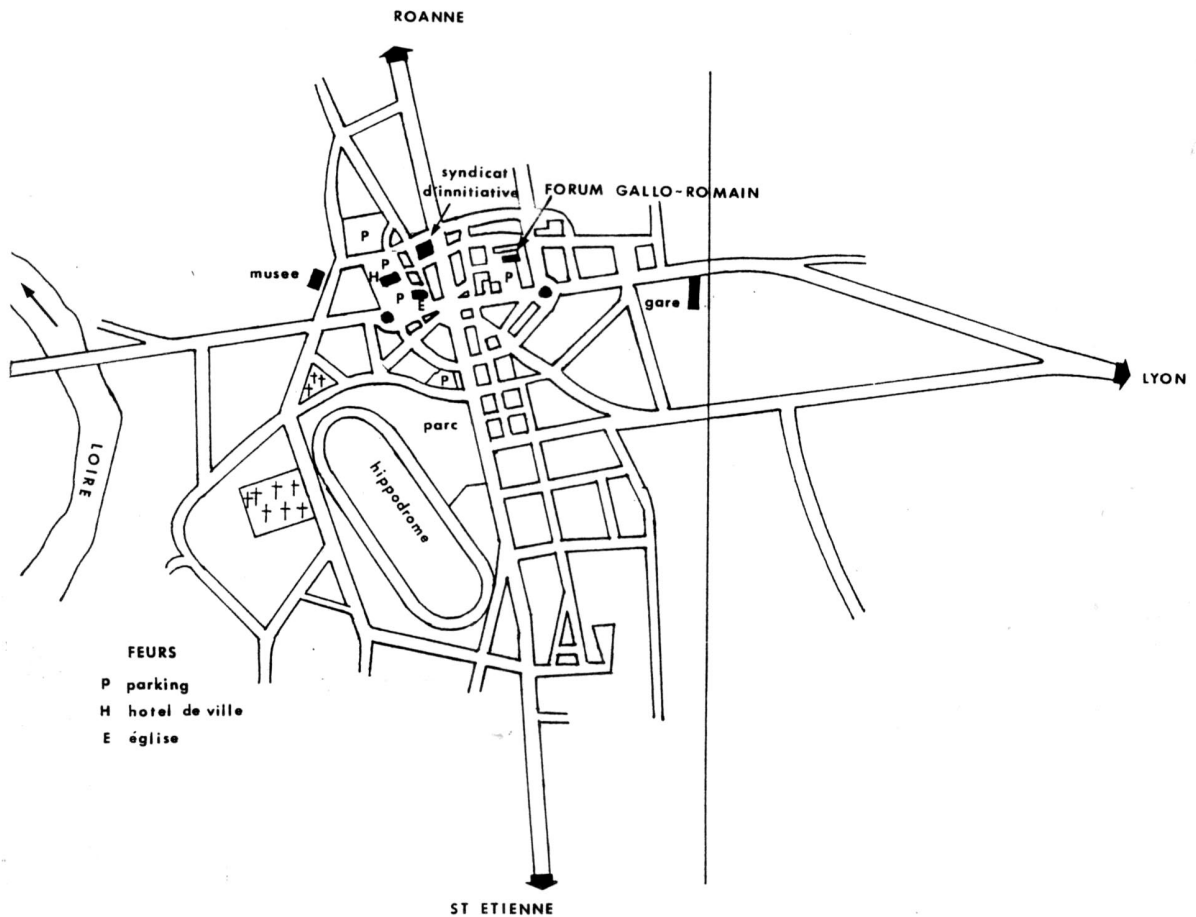 ROANNE
syndicat
d'innitiative
FORUM GALLO-ROMAIN
P
P
musee
H
P
E
P
gare
LYON
P
parc
LOIRE
hippodrome
FEURS
P parking
H hotel de ville
E église
ST ETIENNE